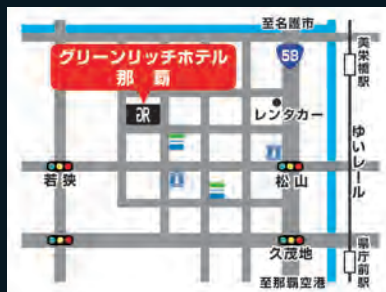 至名護市
58
グリーンリッチホテル
那覇
GR
レンタカー
美栄橋駅
ゆいレール
若狭
松山
久茂地
県庁前駅
至那覇空港